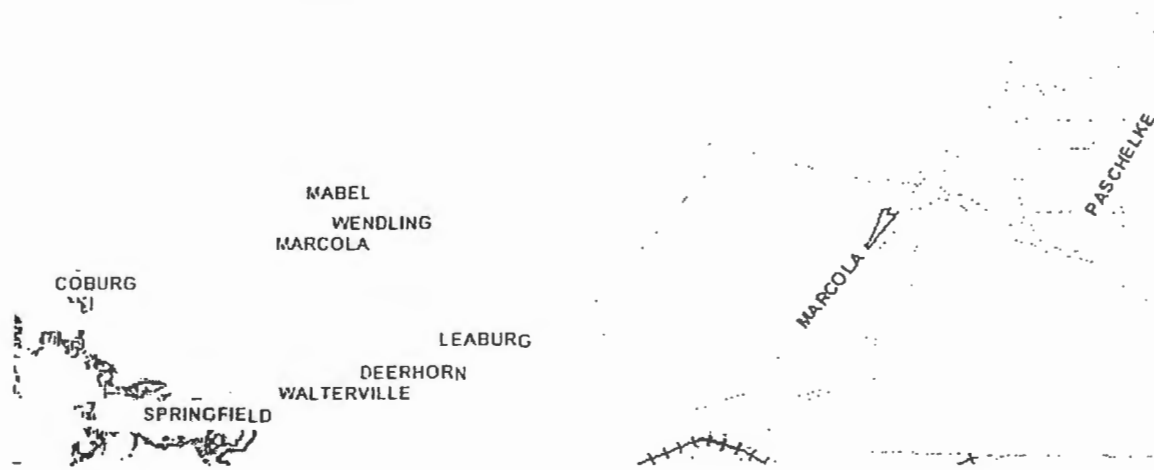 MABEL
WENDLING
MARCOLA
COBURG
LEABURG
DEERHORN
WALTERVILLE
SPRINGFIELD
MARCOLA
PASCHELKE